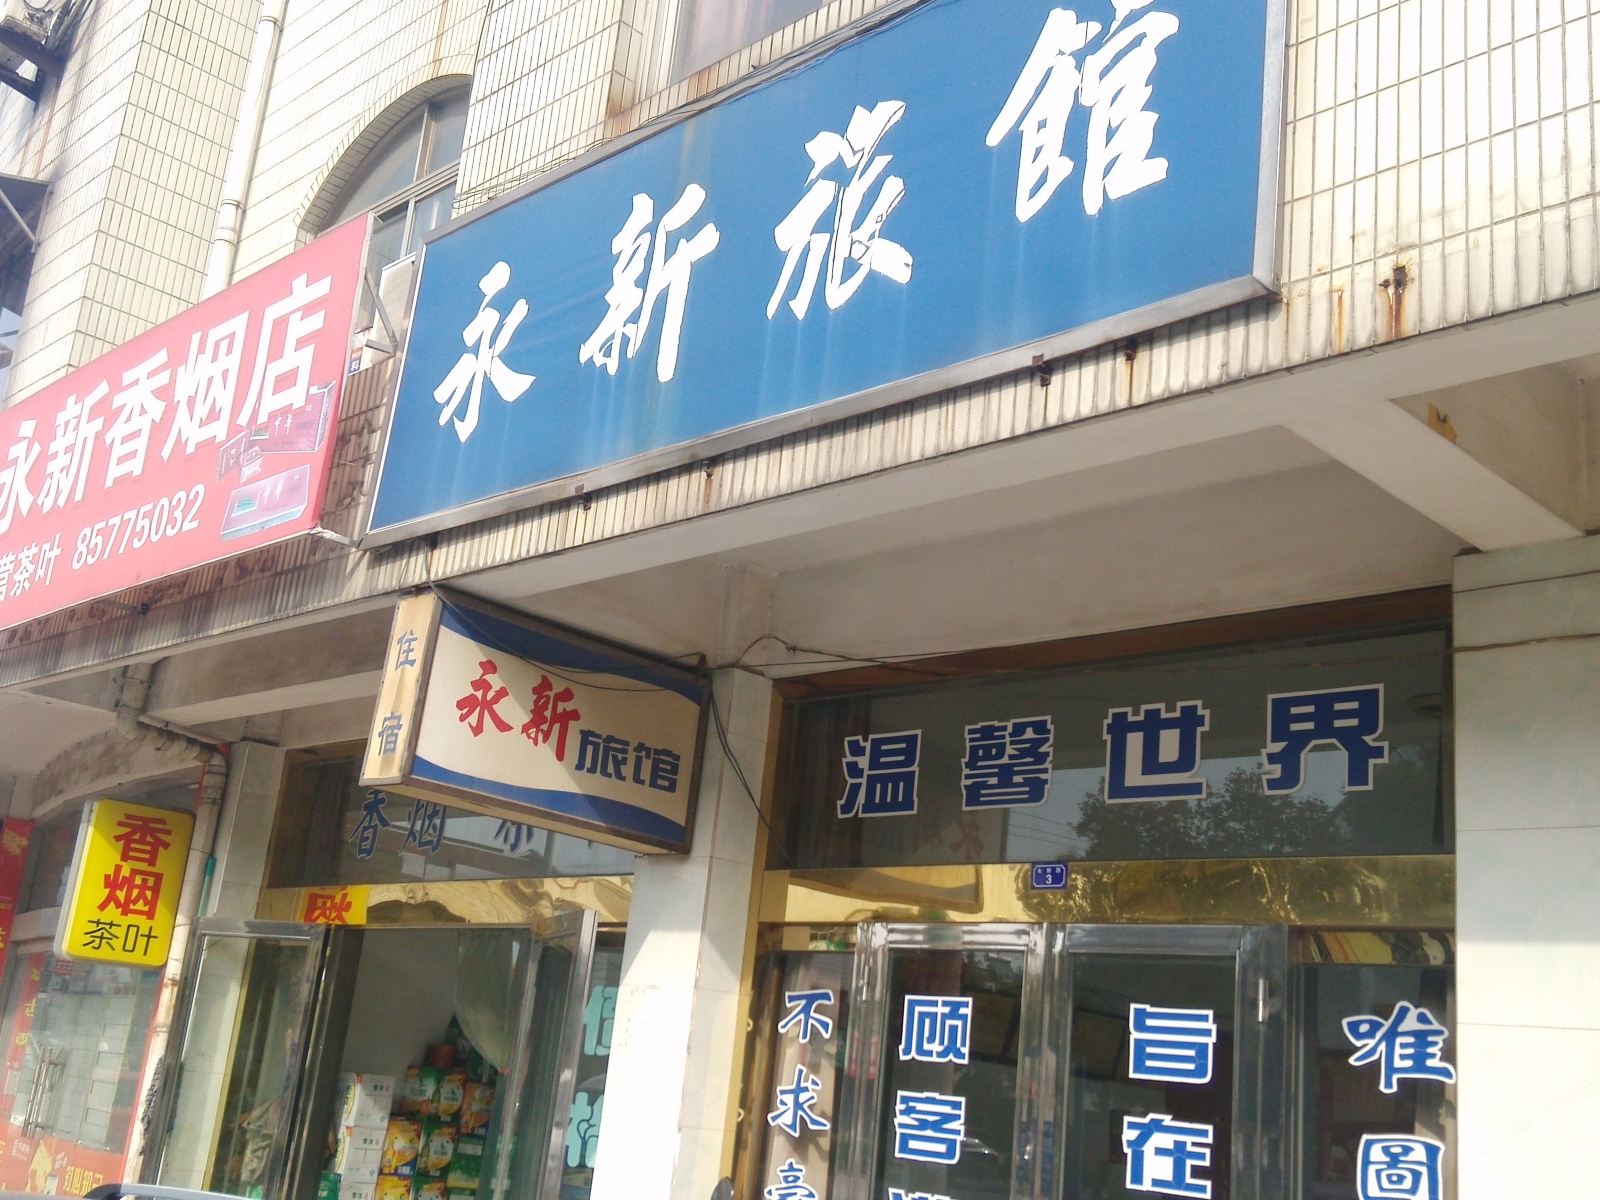 永新旅館
永新香烟店
茶叶 85775032
住宿
永新旅馆
香烟
茶叶
香烟
温馨世界
3
不求
顾客
旨在
唯圖